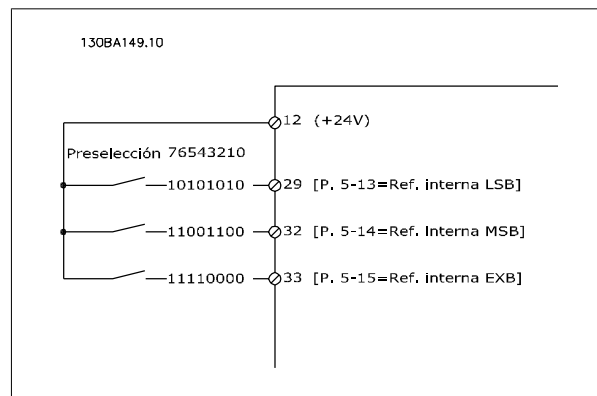 130BA149.10
12 (+24V)
Preselección 76543210
10101010 29 [P. 5-13=Ref. interna LSB]
11001100 32 [P. 5-14=Ref. Interna MSB]
11110000 33 [P. 5-15=Ref. interna EXB]